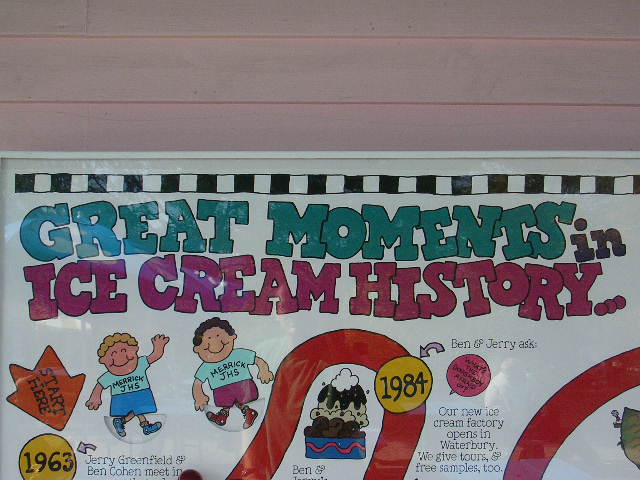 GREAT MOMENTS in
ICE CREAM HISTORY...
START
HERE
MERRICK
JHS
MERRICK
JHS
1963
Jerry Greenfield &
Ben Cohen meet in
Ben &
1984
Ben & Jerry ask:
WHAT'S
THE
Our new ice
cream factory
opens in
Waterbury.
We give tours, &
free samples, too.